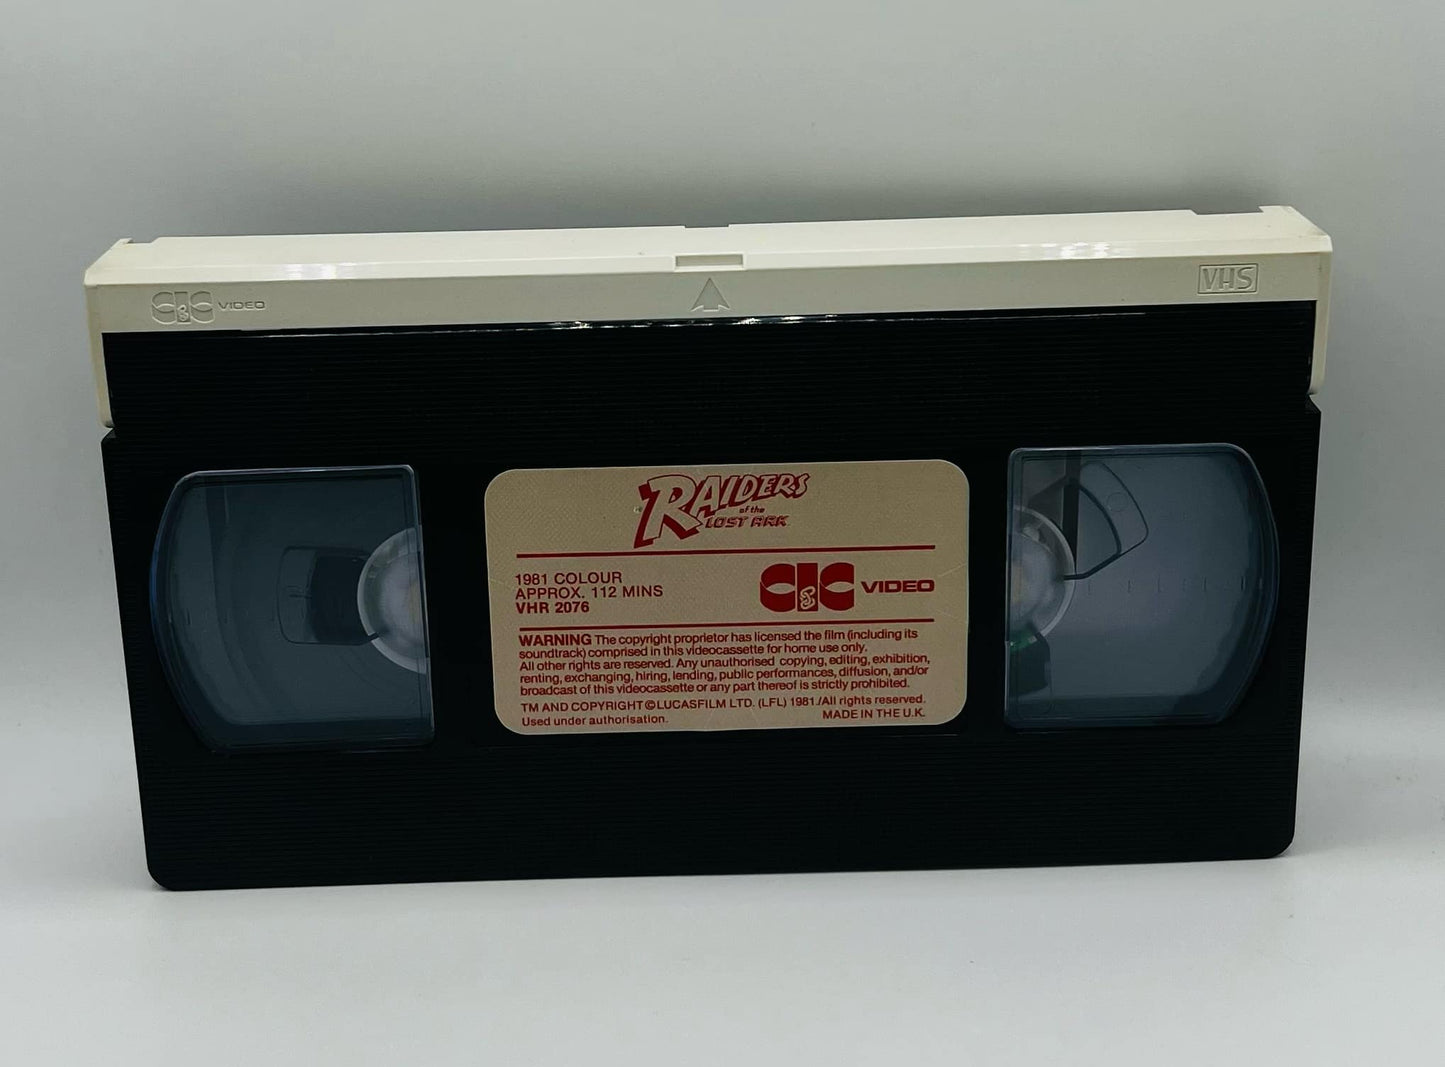 CIC VIDEO
VHS
RAIDERS
of the
LOST ARK
1981 COLOUR
APPROX. 112 MINS
VHR 2076
CIC VIDEO
WARNING The copyright proprietor has licensed the film (including its
soundtrack) comprised in this videocassette for home use only.
All other rights are reserved. Any unauthorised copying, editing, exhibition,
renting, exchanging, hiring, lending, public performances, diffusion, and/or
broadcast of this videocassette or any part thereof is strictly prohibited.
TM AND COPYRIGHT © LUCASFILM LTD. (LFL) 1981./All rights reserved.
Used under authorisation.
MADE IN THE U.K.